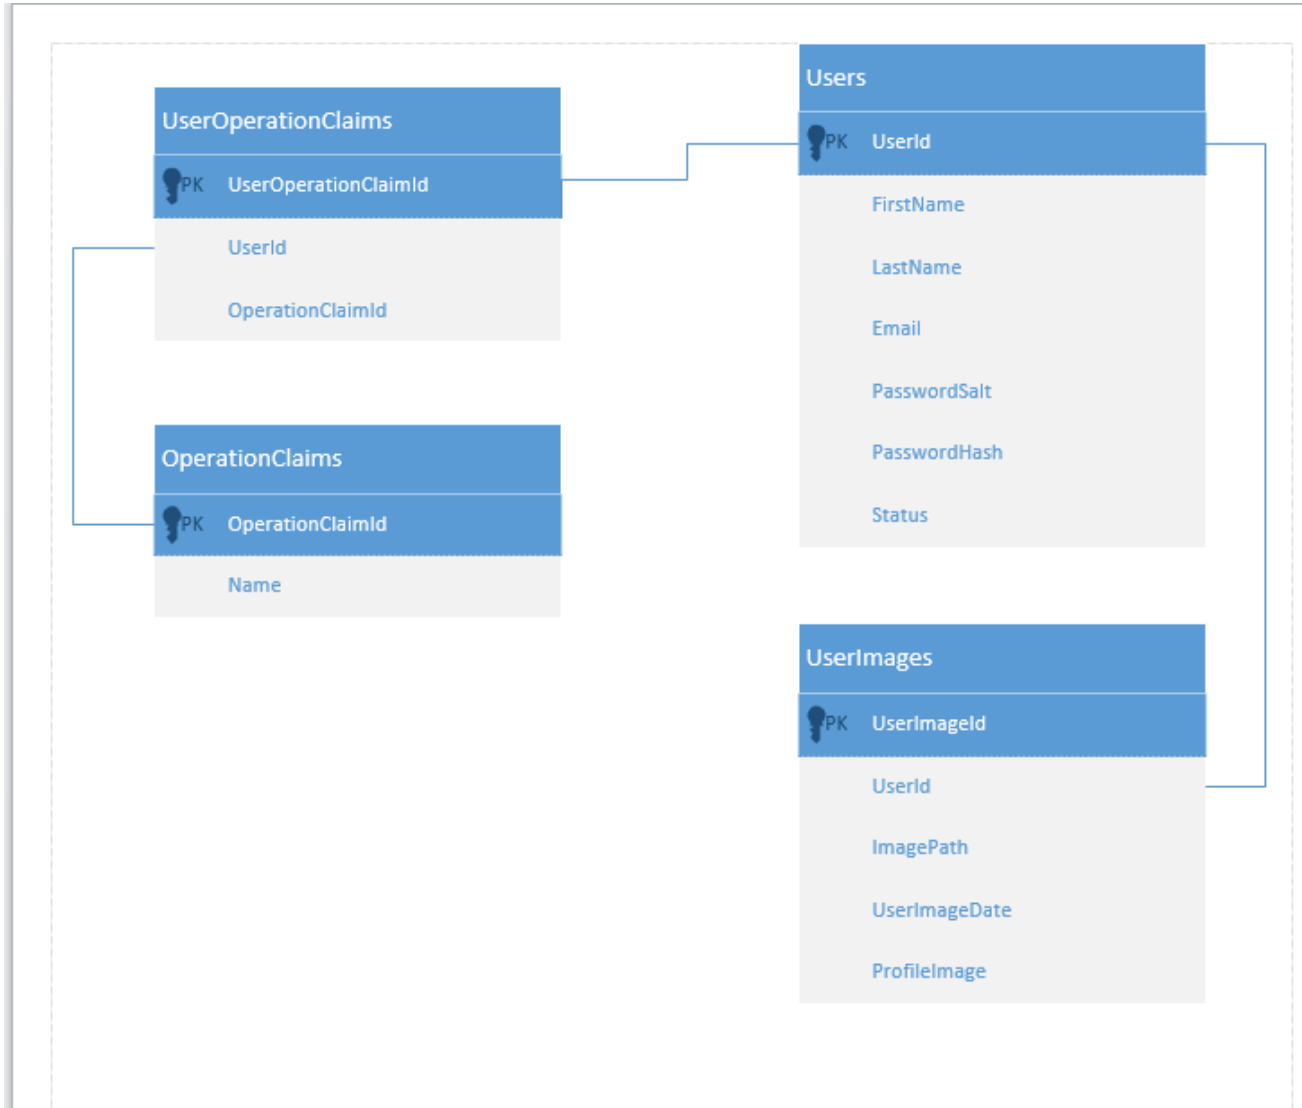 UserOperationClaims
PK UserOperationClaimId
UserId
OperationClaimId
OperationClaims
PK OperationClaimId
Name
Users
PK UserId
FirstName
LastName
Email
PasswordSalt
PasswordHash
Status
UserImages
PK UserImageId
UserId
ImagePath
UserImageDate
ProfileImage